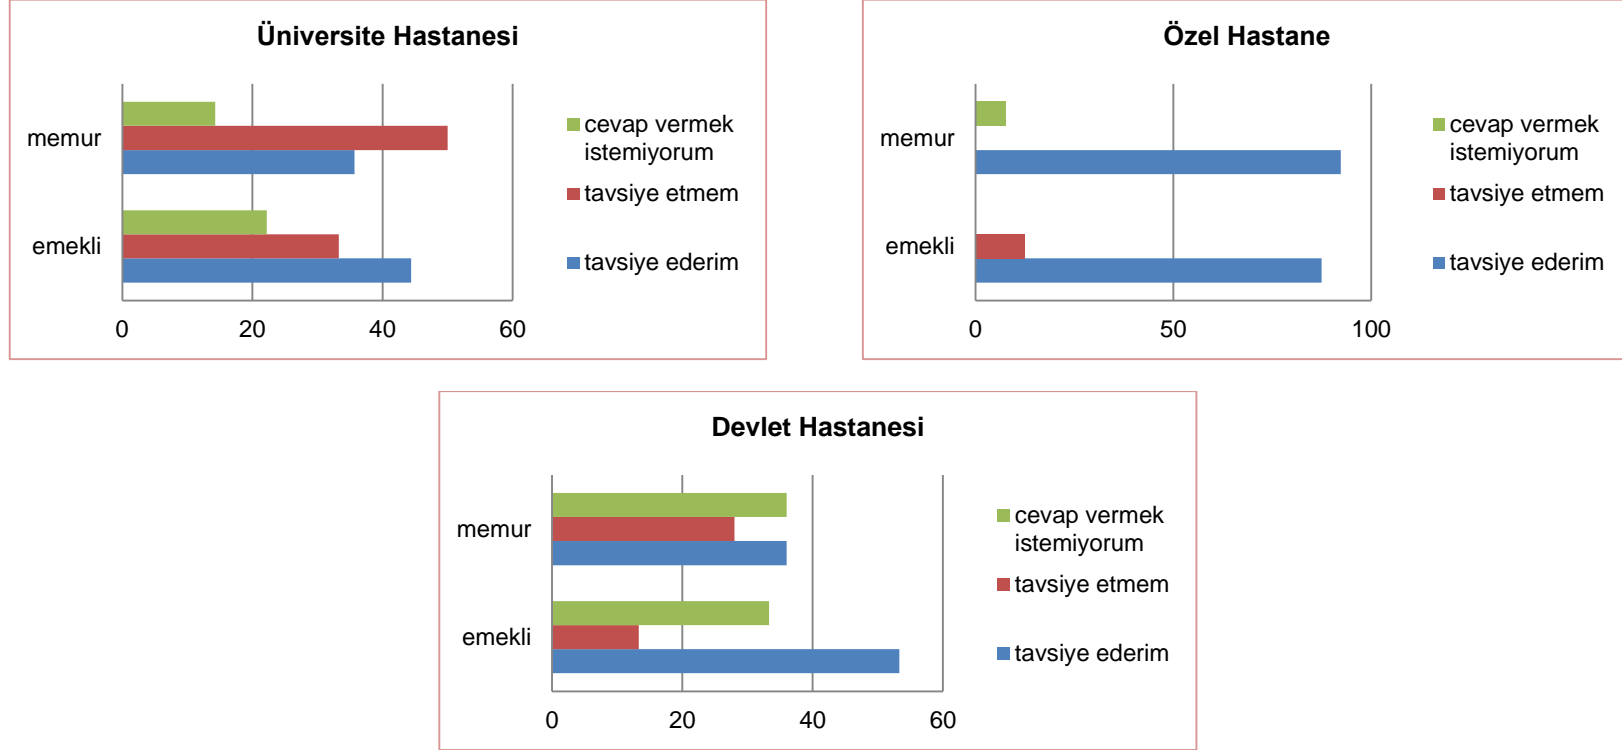 Üniversite Hastanesi
memur
emekli
0 20 40 60
cevap vermek
istemiyorum
tavsiye etmem
tavsiye ederim
Özel Hastane
memur
emekli
0 50 100
cevap vermek
istemiyorum
tavsiye etmem
tavsiye ederim
Devlet Hastanesi
memur
emekli
0 20 40 60
cevap vermek
istemiyorum
tavsiye etmem
tavsiye ederim